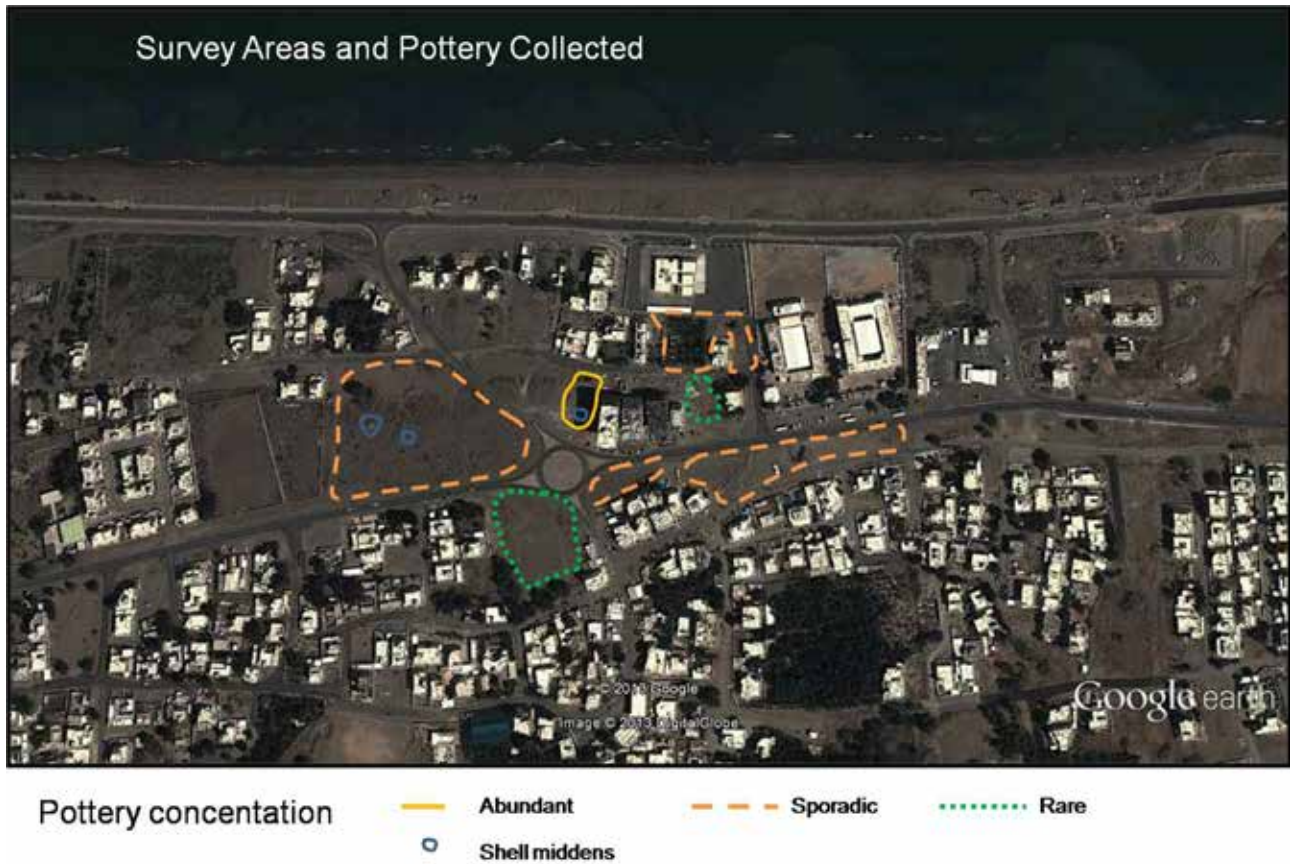 Survey Areas and Pottery Collected
© 2013 Google
Image © 2013 DigitalGlobe
Google earth
Pottery concentation
Abundant
Sporadic
Rare
Shell middens